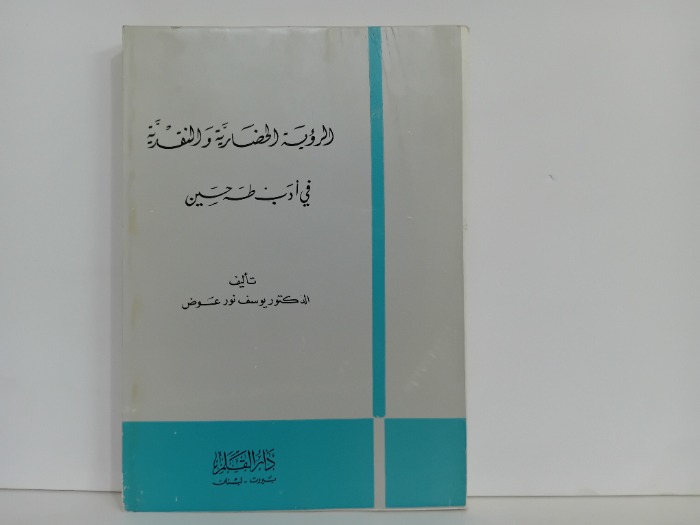 الرؤية الحضارية والنقدية
في أدب طه حسين
تأليف
الدكتور يوسف نور عوض
دار القلم
بيروت - لبنان